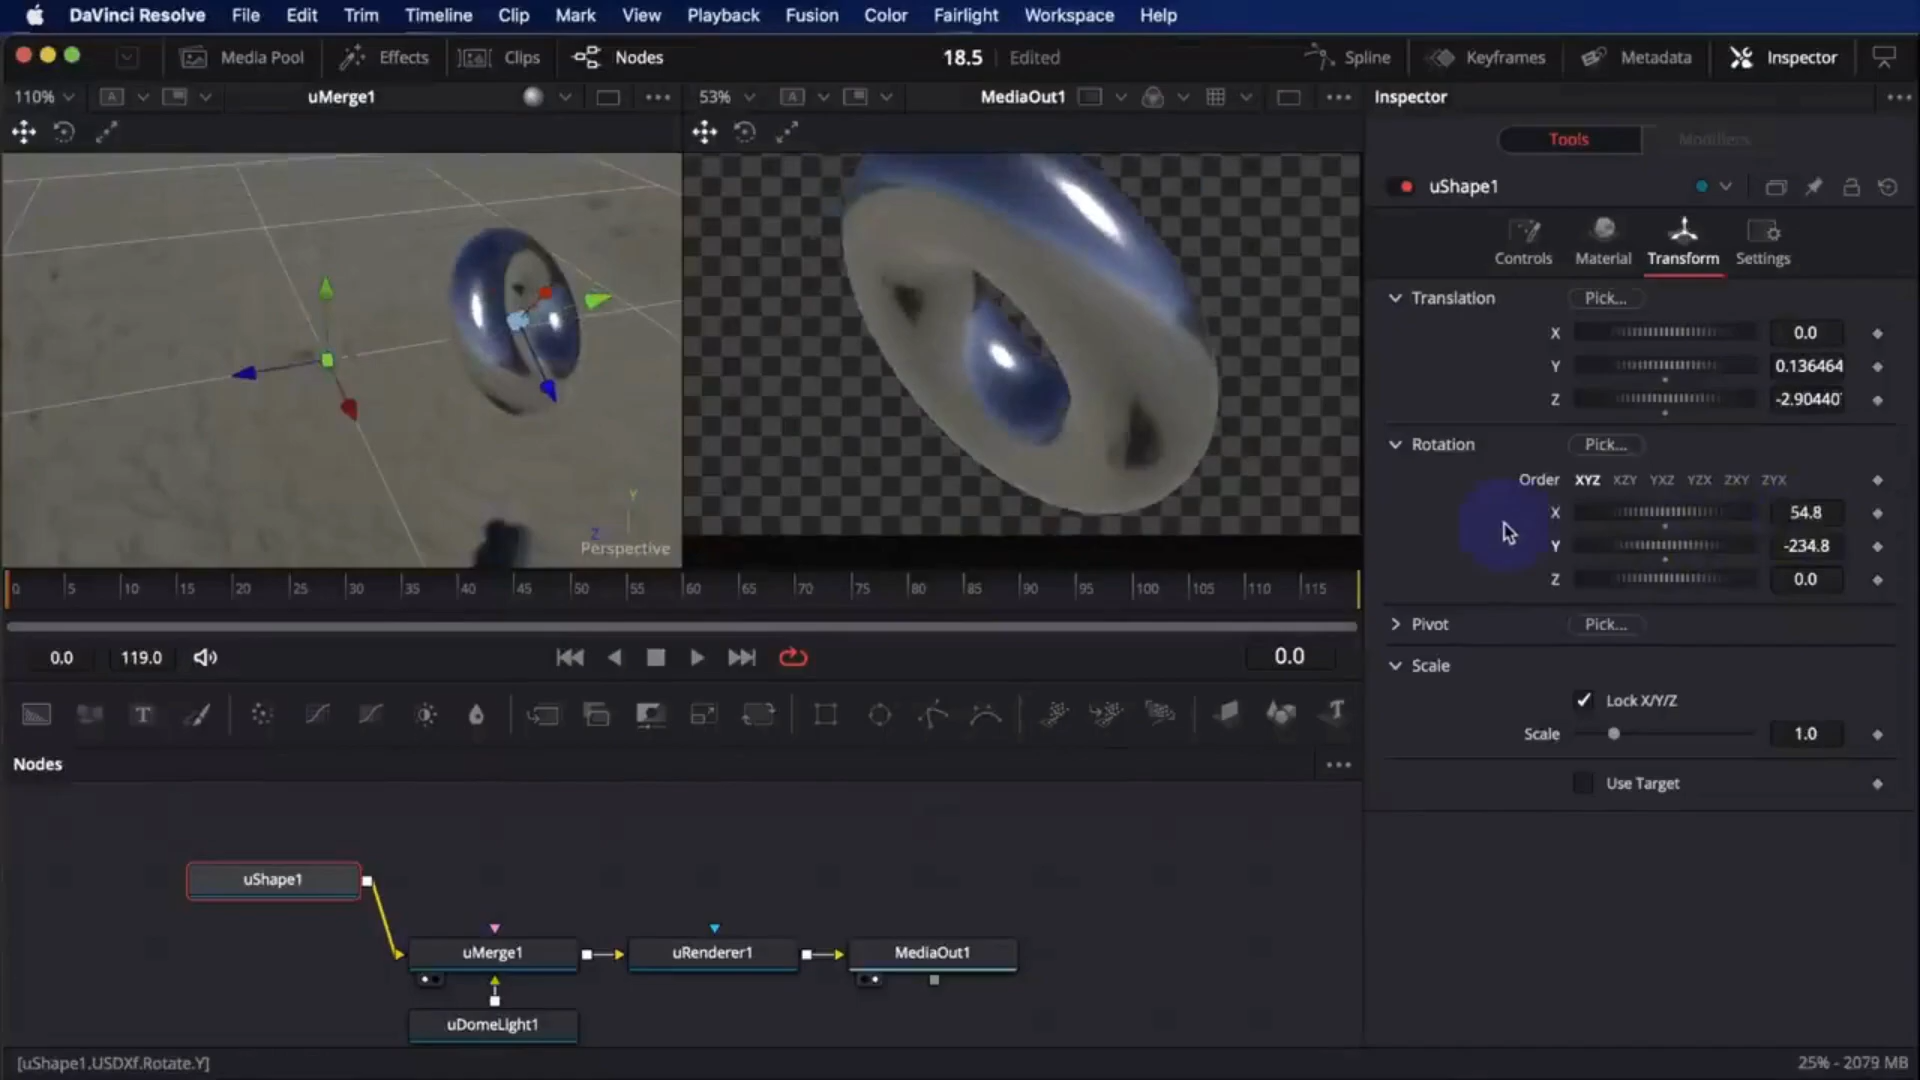 DaVinci Resolve File Edit Trim Timeline Clip Mark View Playback Fusion Color Fairlight Workspace Help
Media Pool Effects Clips Nodes 18.5 Edited Spline Keyframes Metadata Inspector
110% A uMerge1 53% A MediaOut1 Inspector
Tools Modifiers
uShape1
Controls Material Transform Settings
Translation Pick...
X 0.0
Y 0.136464
Z -2.90440
Rotation Pick...
Order XYZ XZY YXZ YZX ZXY ZYX
X 54.8
Y -234.8
Z 0.0
Pivot Pick...
Scale
Lock X/Y/Z
Scale 1.0
Use Target
Y
Z
Perspective
0 5 10 15 20 25 30 35 40 45 50 55 60 65 70 75 80 85 90 95 100 105 110 115
0.0 119.0 0.0
T T
Nodes
uShape1
uMerge1 uRenderer1 MediaOut1
uDomeLight1
[uShape1.USDXf.Rotate.Y] 25% - 2079 MB